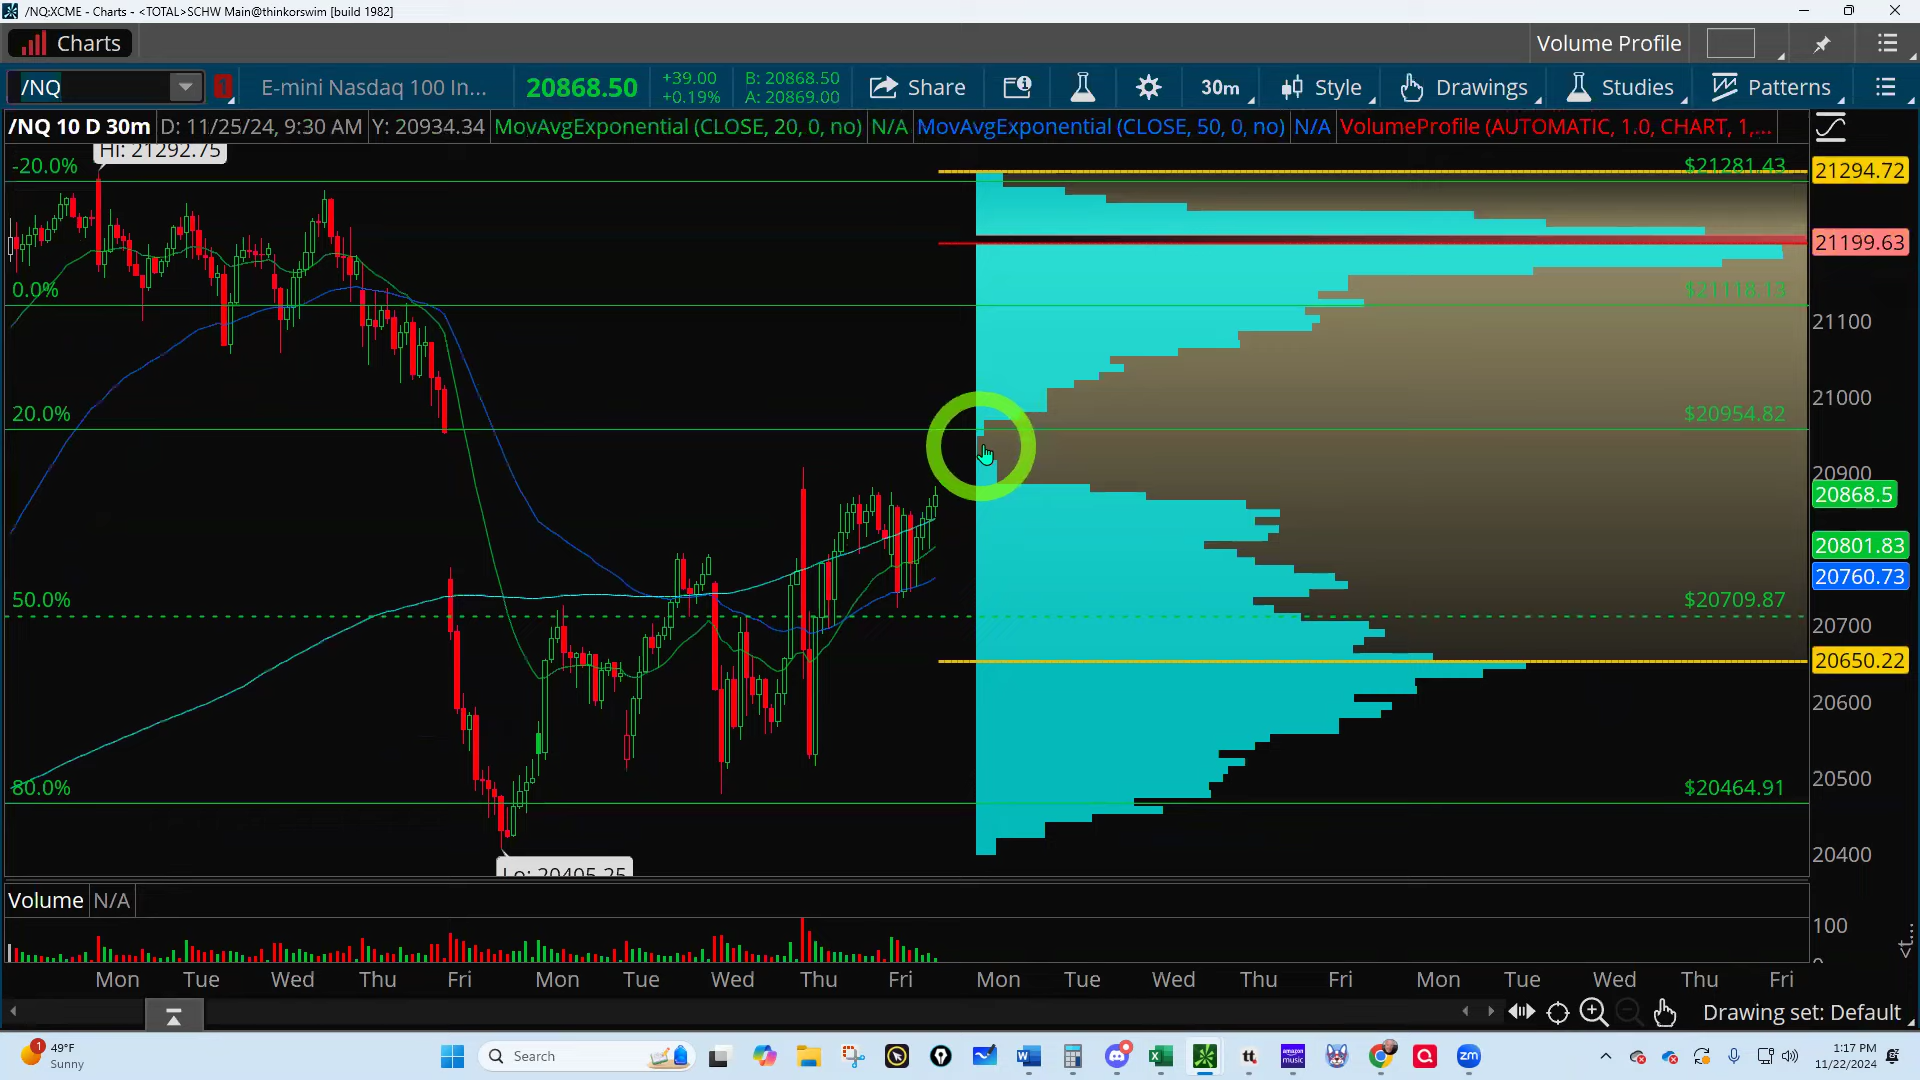 /NQ:XCME - Charts - <TOTAL>SCHW Main@thinkorswim [build 1982]
Charts
Volume Profile
/NQ
1
E-mini Nasdaq 100 In...
20868.50
+39.00
+0.19%
B: 20868.50
A: 20869.00
Share
30m
Style
Drawings
Studies
Patterns
/NQ 10 D 30m
D: 11/25/24, 9:30 AM
Y: 20934.34
MovAvgExponential (CLOSE, 20, 0, no)
N/A
MovAvgExponential (CLOSE, 50, 0, no)
N/A
VolumeProfile (AUTOMATIC, 1.0, CHART, 1,...
Hi: 21292.75
-20.0%
$21281.43
21294.72
21199.63
0.0%
$21118.13
21100
21000
20.0%
$20954.82
20900
20868.5
20801.83
20760.73
50.0%
$20709.87
20700
20650.22
20600
20500
80.0%
$20464.91
20400
Lo: 20405.25
Volume
N/A
100
0
<t...
Mon Tue Wed Thu Fri Mon Tue Wed Thu Fri Mon Tue Wed Thu Fri Mon Tue Wed Thu Fri
Drawing set: Default
1
49°F
Sunny
Search
amazon music
tt
zm
1:17 PM
11/22/2024